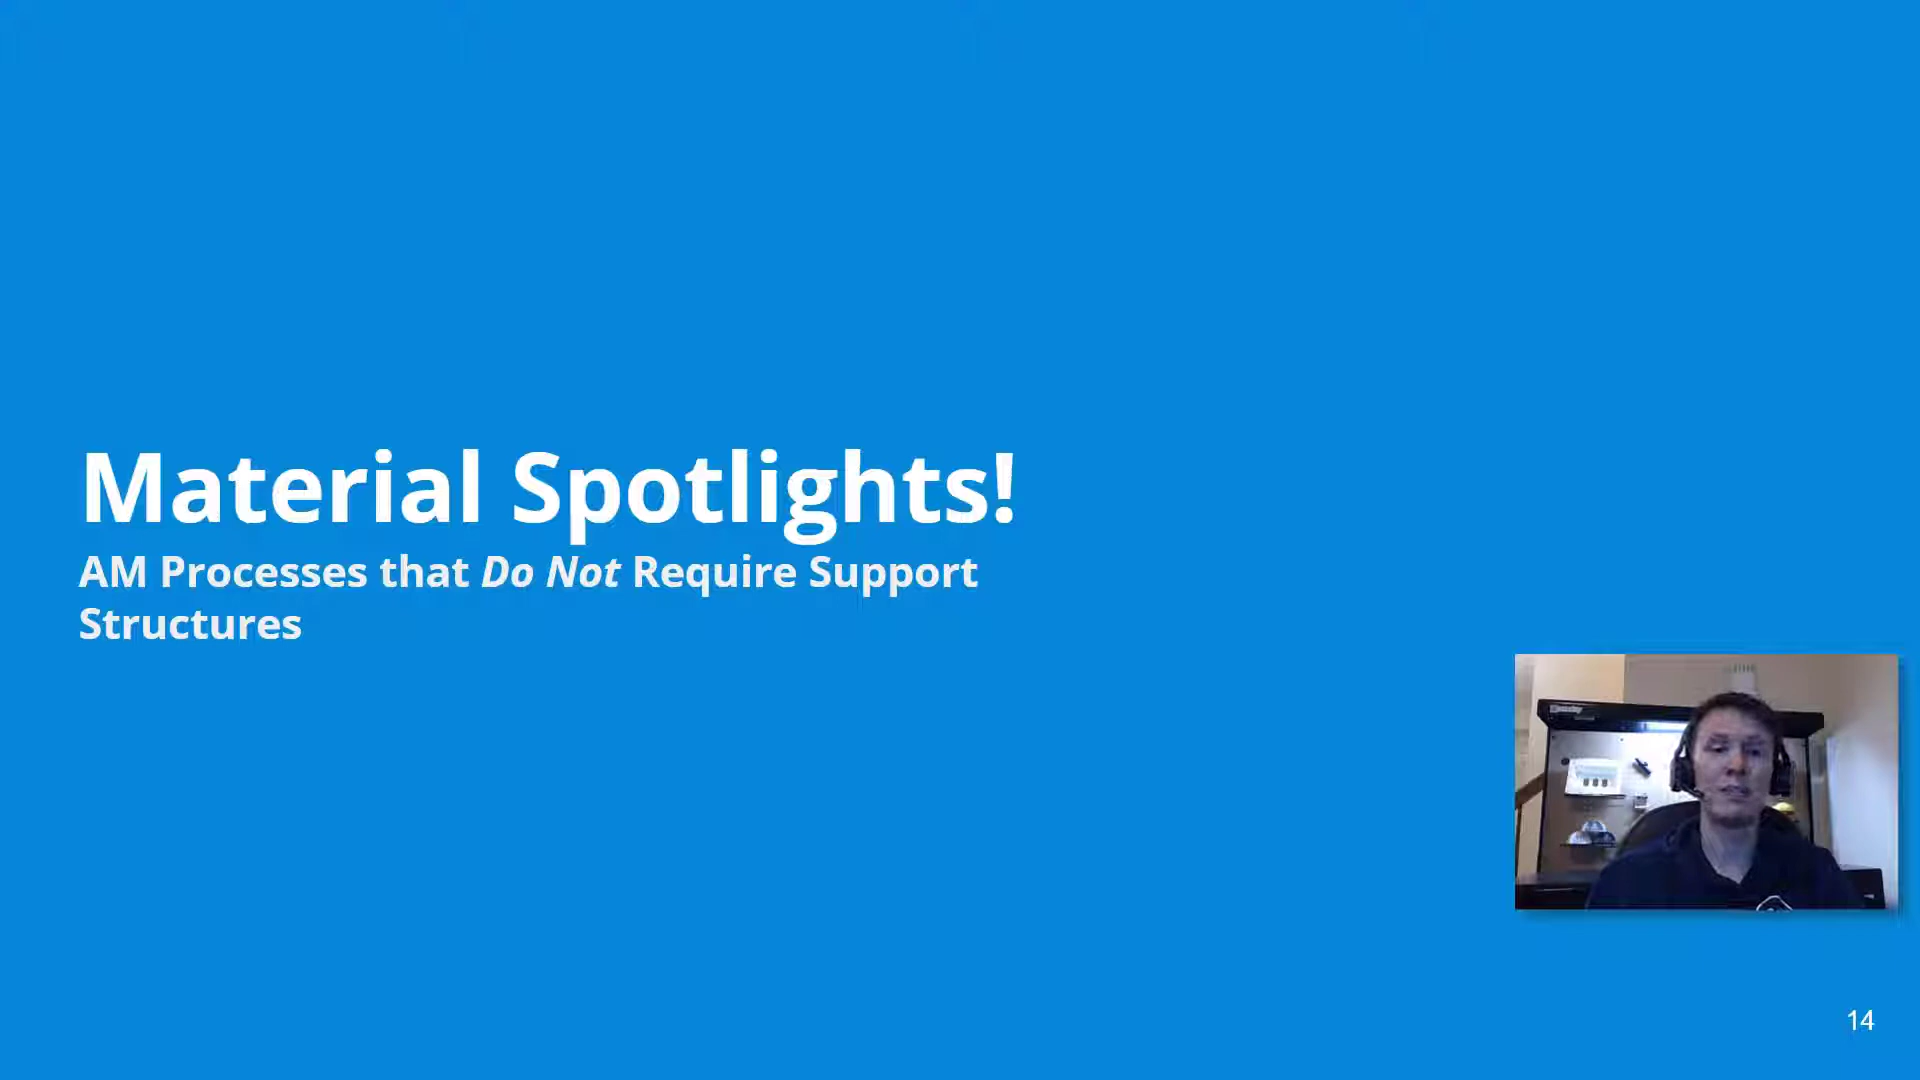 Material Spotlights!
AM Processes that Do Not Require Support
Structures
14